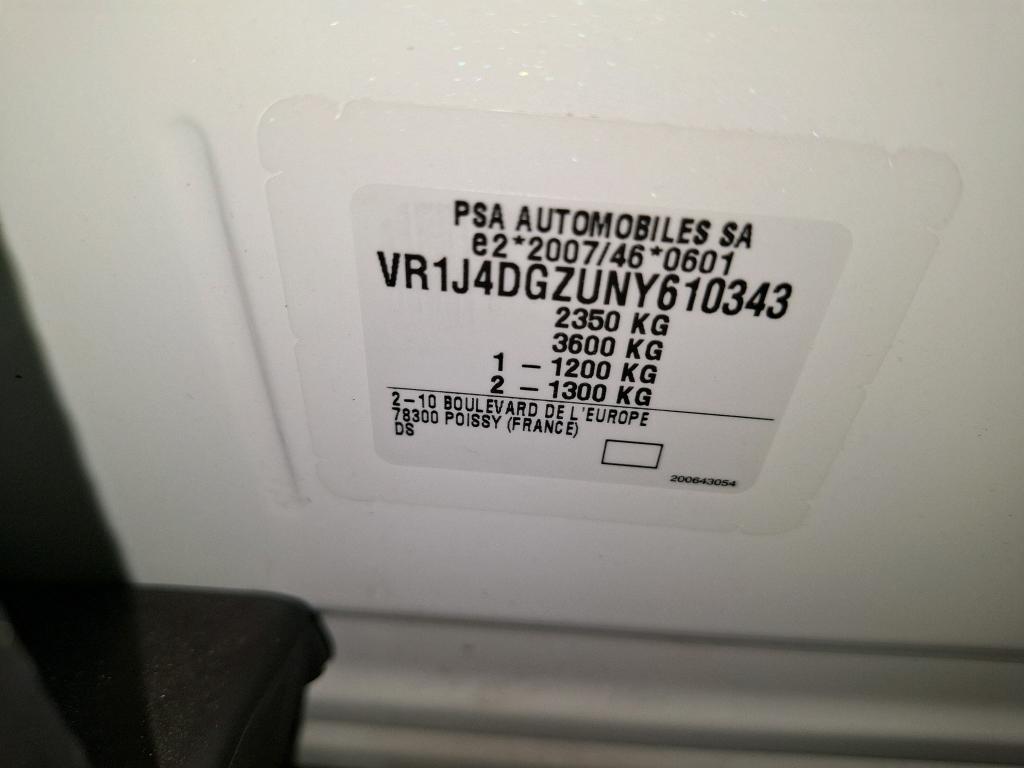 PSA AUTOMOBILES SA
e2*2007/46*0601
VR1J4DGZUNY610343
2350 KG
3600 KG
1 - 1200 KG
2 - 1300 KG
2-10 BOULEVARD DE L'EUROPE
78300 POISSY (FRANCE)
DS
200643054